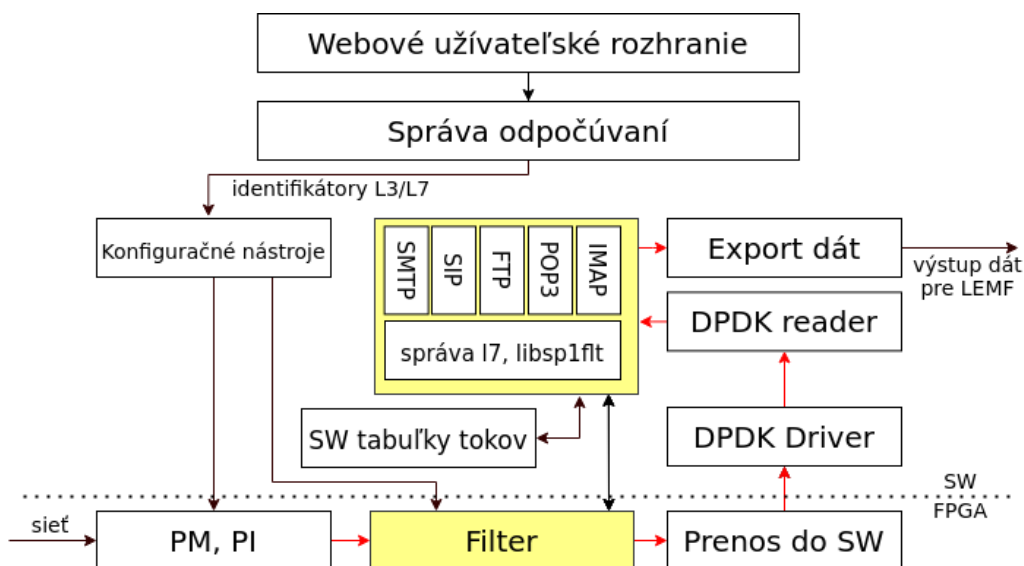 Webové užívateľské rozhranie
Správa odpočúvaní
identifikátory L3/L7
Konfiguračné nástroje
SMTP
SIP
FTP
POP3
IMAP
správa l7, libsp1flt
Export dát
výstup dát
pre LEMF
DPDK reader
SW tabuľky tokov
DPDK Driver
SW
FPGA
sieť
PM, PI
Filter
Prenos do SW